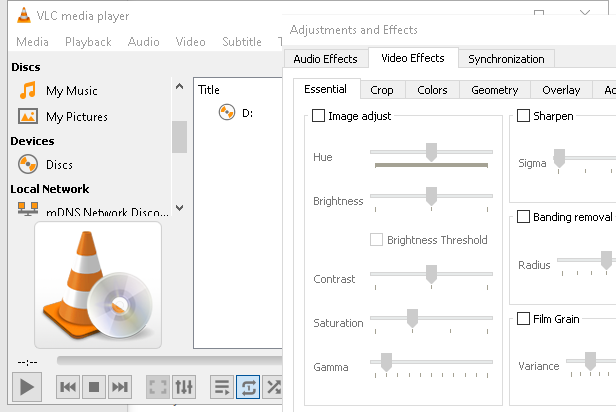 VLC media player
Media Playback Audio Video Subtitle
Discs
My Music
My Pictures
Devices
Discs
Local Network
mDNS Network Disco...
Title
D:
--:--
Adjustments and Effects
Audio Effects Video Effects Synchronization
Essential Crop Colors Geometry Overlay
Image adjust
Hue
Brightness
Brightness Threshold
Contrast
Saturation
Gamma
Sharpen
Sigma
Banding removal
Radius
Film Grain
Variance